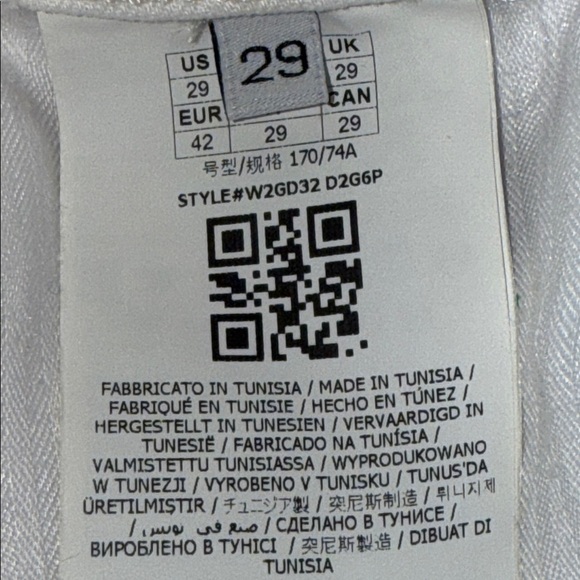 29
US UK
29 29
EUR CAN
42 29 29
号型/规格 170/74A
STYLE#W2GD32 D2G6P
FABBRICATO IN TUNISIA / MADE IN TUNISIA /
FABRIQUÉ EN TUNISIE / HECHO EN TÚNEZ /
HERGESTELLT IN TUNESIEN / VERVAARDIGD IN
TUNESIË / FABRICADO NA TUNÍSIA /
VALMISTETTU TUNISIASSA / WYPRODUKOWANO
W TUNEZJI / VYROBENO V TUNISKU / TUNUS'DA
ÜRETILMIŞTIR / チュニジア製 / 突尼斯制造 / 튀니지제
/ صنع في تونس / СДЕЛАНО В ТУНИСЕ /
ВИРОБЛЕНО В ТУНІСІ / 突尼斯製造 / DIBUAT DI
TUNISIA